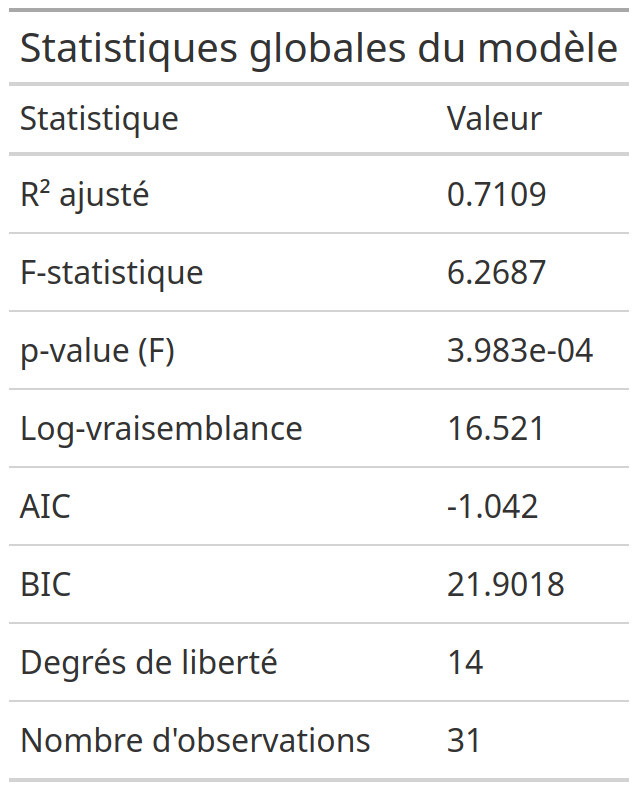 Statistiques globales du modèle
Statistique Valeur
R² ajusté 0.7109
F-statistique 6.2687
p-value (F) 3.983e-04
Log-vraisemblance 16.521
AIC -1.042
BIC 21.9018
Degrés de liberté 14
Nombre d'observations 31